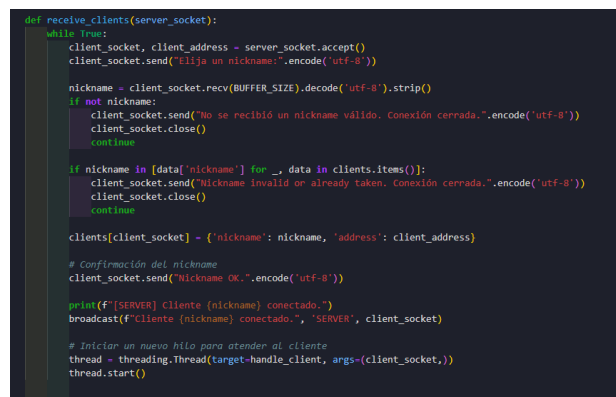 def receive_clients(server_socket):
    while True:
        client_socket, client_address = server_socket.accept()
        client_socket.send("Elija un nickname:".encode('utf-8'))

        nickname = client_socket.recv(BUFFER_SIZE).decode('utf-8').strip()
        if not nickname:
            client_socket.send("No se recibió un nickname válido. Conexión cerrada.".encode('utf-8'))
            client_socket.close()
            continue

        if nickname in [data['nickname'] for _, data in clients.items()]:
            client_socket.send("Nickname invalid or already taken. Conexión cerrada.".encode('utf-8'))
            client_socket.close()
            continue

        clients[client_socket] = {'nickname': nickname, 'address': client_address}

        # Confirmación del nickname
        client_socket.send("Nickname OK.".encode('utf-8'))

        print(f"[SERVER] Cliente {nickname} conectado.")
        broadcast(f"Cliente {nickname} conectado.", 'SERVER', client_socket)

        # Iniciar un nuevo hilo para atender al cliente
        thread = threading.Thread(target=handle_client, args=(client_socket,))
        thread.start()